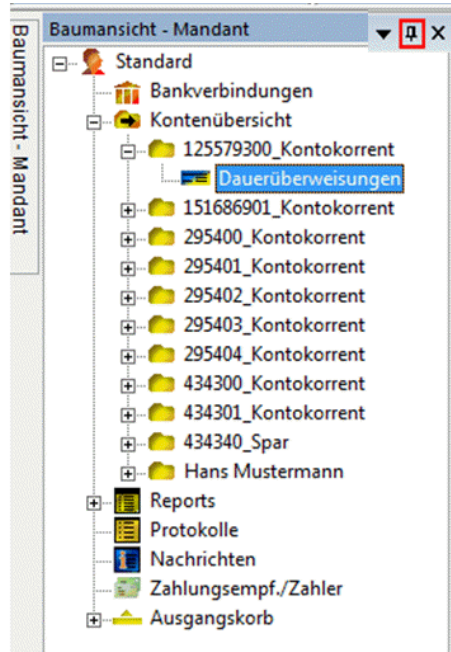 Baumansicht - Mandant
Baumansicht - Mandant
Standard
Bankverbindungen
Kontenübersicht
125579300_Kontokorrent
Dauerüberweisungen
151686901_Kontokorrent
295400_Kontokorrent
295401_Kontokorrent
295402_Kontokorrent
295403_Kontokorrent
295404_Kontokorrent
434300_Kontokorrent
434301_Kontokorrent
434340_Spar
Hans Mustermann
Reports
Protokolle
Nachrichten
Zahlungsempf./Zahler
Ausgangskorb